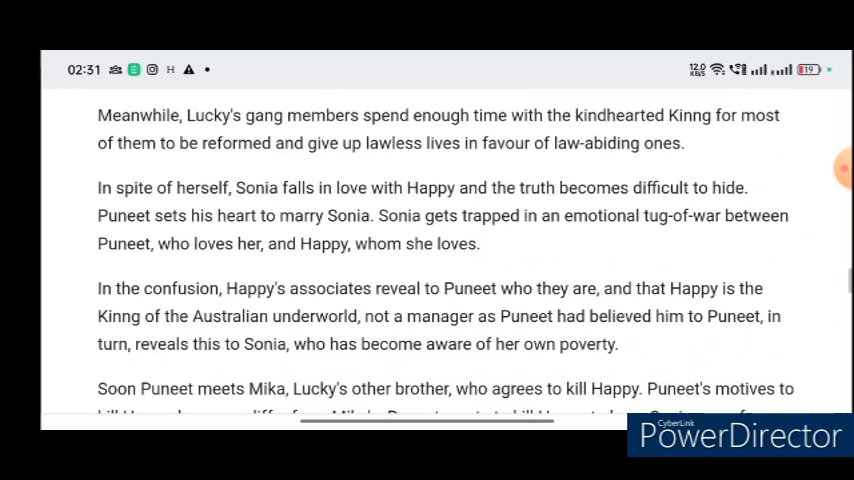 02:31 H 12.0 KB/S 19
Meanwhile, Lucky's gang members spend enough time with the kindhearted Kinng for most
of them to be reformed and give up lawless lives in favour of law-abiding ones.
In spite of herself, Sonia falls in love with Happy and the truth becomes difficult to hide.
Puneet sets his heart to marry Sonia. Sonia gets trapped in an emotional tug-of-war between
Puneet, who loves her, and Happy, whom she loves.
In the confusion, Happy's associates reveal to Puneet who they are, and that Happy is the
Kinng of the Australian underworld, not a manager as Puneet had believed him to Puneet, in
turn, reveals this to Sonia, who has become aware of her own poverty.
Soon Puneet meets Mika, Lucky's other brother, who agrees to kill Happy. Puneet's motives to
CyberLink
PowerDirector